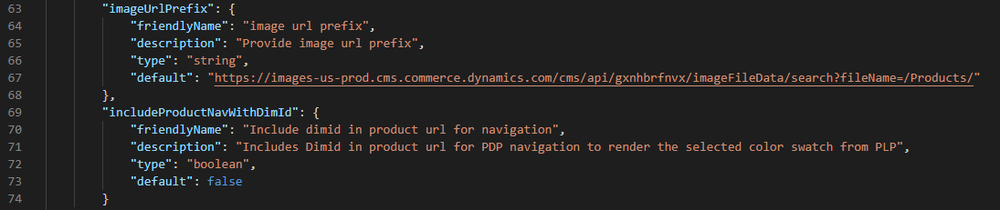 63 "imageUrlPrefix": {
64 "friendlyName": "image url prefix",
65 "description": "Provide image url prefix",
66 "type": "string",
67 "default": "https://images-us-prod.cms.commerce.dynamics.com/cms/api/gxnhbrfnvx/imageFileData/search?fileName=/Products/"
68 },
69 "includeProductNavWithDimId": {
70 "friendlyName": "Include dimid in product url for navigation",
71 "description": "Includes Dimid in product url for PDP navigation to render the selected color swatch from PLP",
72 "type": "boolean",
73 "default": false
74 }